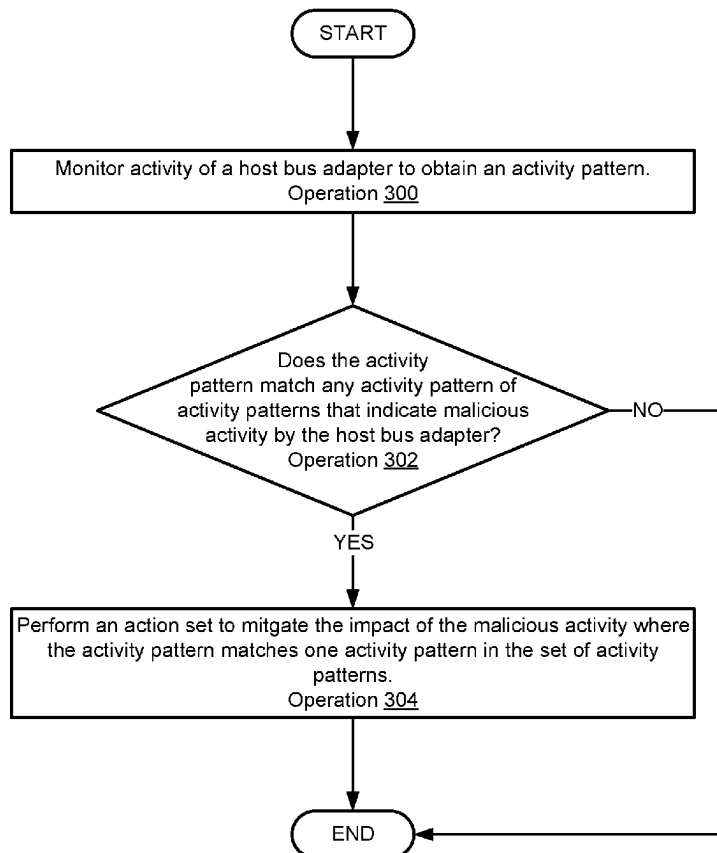 START
Monitor activity of a host bus adapter to obtain an activity pattern.
Operation 300
Does the activity
pattern match any activity pattern of
activity patterns that indicate malicious
activity by the host bus adapter?
Operation 302
NO
YES
Perform an action set to mitgate the impact of the malicious activity where
the activity pattern matches one activity pattern in the set of activity
patterns.
Operation 304
END